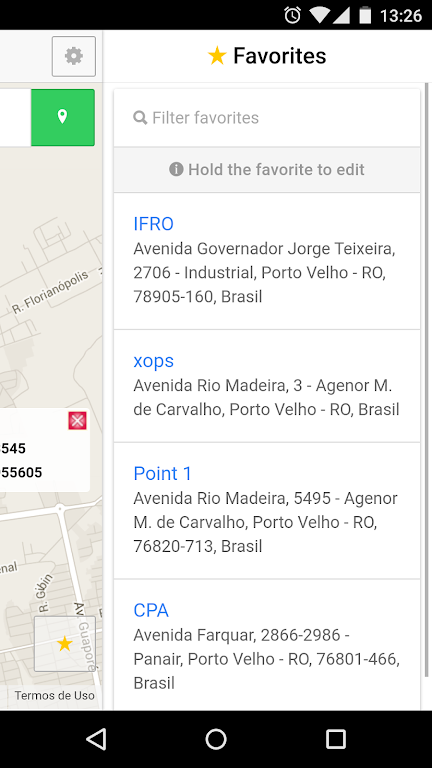 13:26
Favorites
Filter favorites
Hold the favorite to edit
IFRO
Avenida Governador Jorge Teixeira,
2706 - Industrial, Porto Velho - RO,
78905-160, Brasil
xops
Avenida Rio Madeira, 3 - Agenor M.
de Carvalho, Porto Velho - RO, Brasil
Point 1
Avenida Rio Madeira, 5495 - Agenor
M. de Carvalho, Porto Velho - RO,
76820-713, Brasil
CPA
Avenida Farquar, 2866-2986 -
Panair, Porto Velho - RO, 76801-466,
Brasil
R. Florianópolis
545
55605
R. Gibin
Av. Guaporé
Termos de Uso